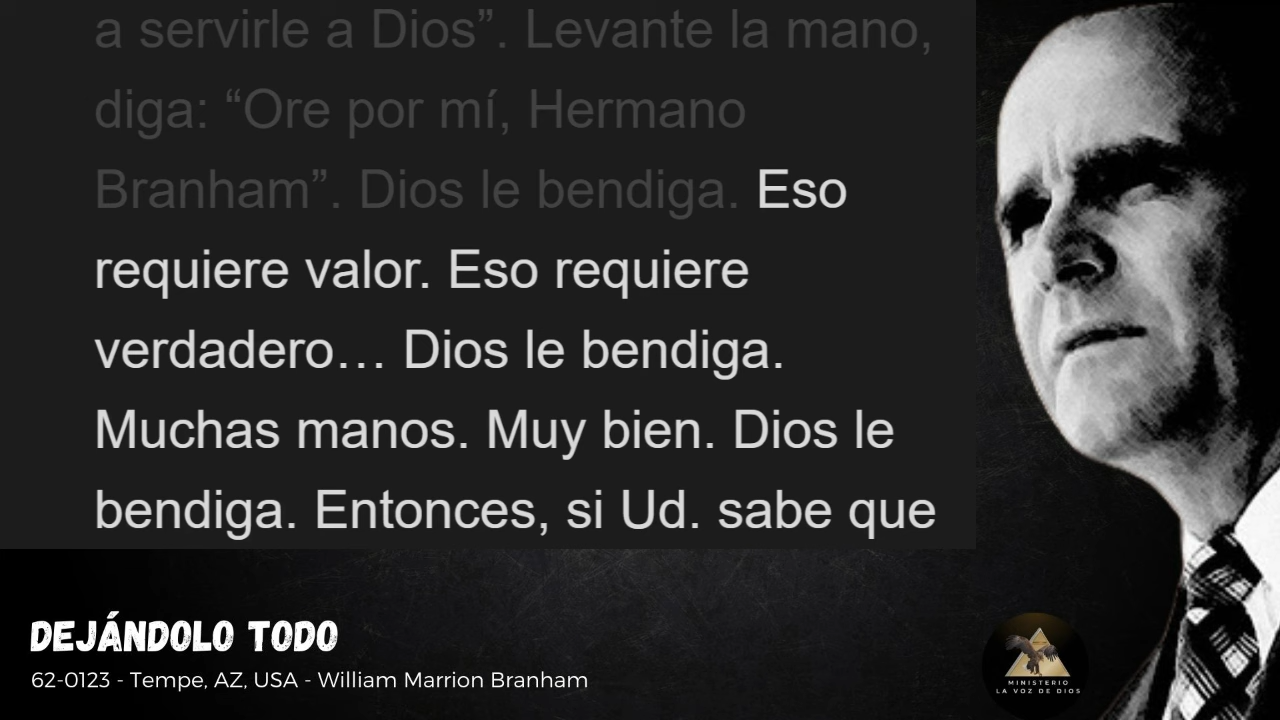 a servirle a Dios”. Levante la mano,
diga: “Ore por mí, Hermano
Branham”. Dios le bendiga. Eso
requiere valor. Eso requiere
verdadero… Dios le bendiga.
Muchas manos. Muy bien. Dios le
bendiga. Entonces, si Ud. sabe que
DEJÁNDOLO TODO
62-0123 - Tempe, AZ, USA - William Marrion Branham
MINISTERIO
LA VOZ DE DIOS